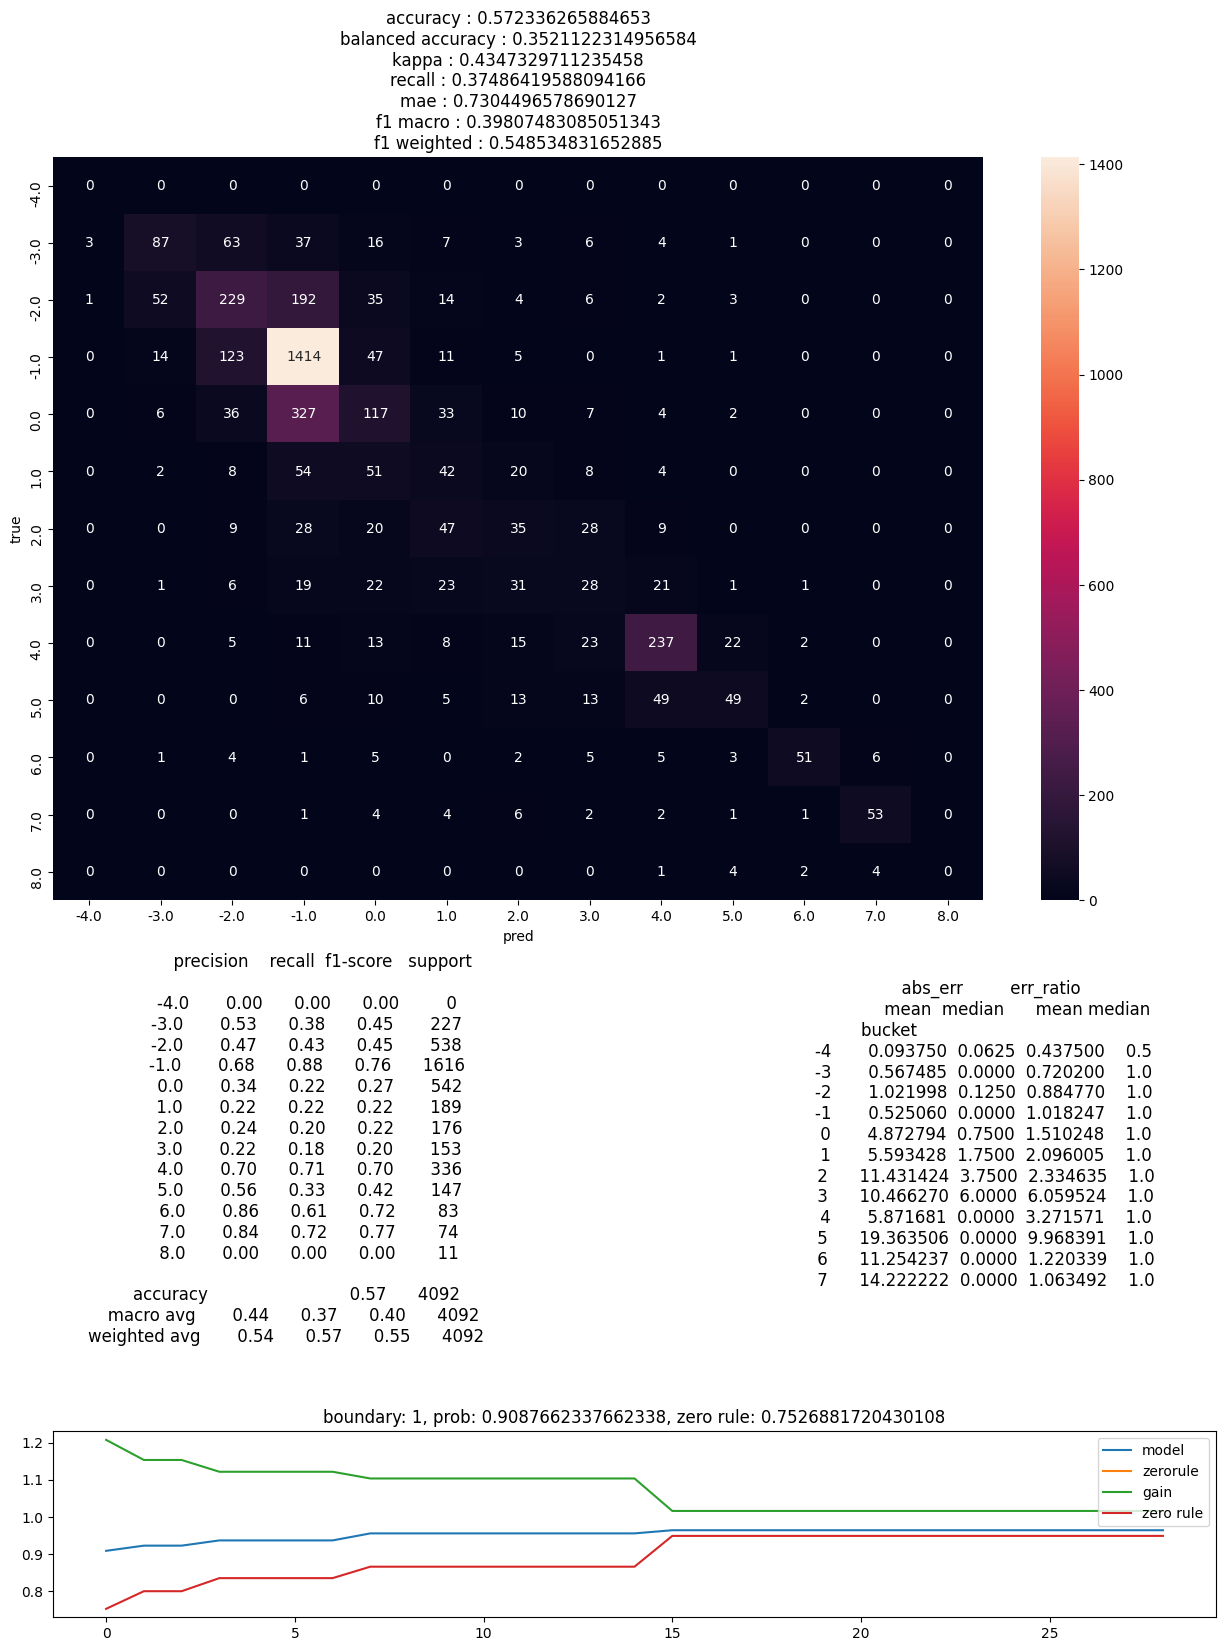 accuracy : 0.572336265884653
balanced accuracy : 0.3521122314956584
kappa : 0.4347329711235458
recall : 0.37486419588094166
mae : 0.7304496578690127
f1 macro : 0.39807483085051343
f1 weighted : 0.548534831652885
-4.0 0 0 0 0 0 0 0 0 0 0 0 0 0
-3.0 3 87 63 37 16 7 3 6 4 1 0 0 0
-2.0 1 52 229 192 35 14 4 6 2 3 0 0 0
-1.0 0 14 123 1414 47 11 5 0 1 1 0 0 0
0.0 0 6 36 327 117 33 10 7 4 2 0 0 0
1.0 0 2 8 54 51 42 20 8 4 0 0 0 0
2.0 0 0 9 28 20 47 35 28 9 0 0 0 0
3.0 0 1 6 19 22 23 31 28 21 1 1 0 0
4.0 0 0 5 11 13 8 15 23 237 22 2 0 0
5.0 0 0 0 6 10 5 13 13 49 49 2 0 0
6.0 0 1 4 1 5 0 2 5 5 3 51 6 0
7.0 0 0 0 1 4 4 6 2 2 1 1 53 0
8.0 0 0 0 0 0 0 0 0 1 4 2 4 0
true
-4.0 -3.0 -2.0 -1.0 0.0 1.0 2.0 3.0 4.0 5.0 6.0 7.0 8.0
pred
1400
1200
1000
800
600
400
200
0
precision recall f1-score support
-4.0 0.00 0.00 0.00 0
-3.0 0.53 0.38 0.45 227
-2.0 0.47 0.43 0.45 538
-1.0 0.68 0.88 0.76 1616
0.0 0.34 0.22 0.27 542
1.0 0.22 0.22 0.22 189
2.0 0.24 0.20 0.22 176
3.0 0.22 0.18 0.20 153
4.0 0.70 0.71 0.70 336
5.0 0.56 0.33 0.42 147
6.0 0.86 0.61 0.72 83
7.0 0.84 0.72 0.77 74
8.0 0.00 0.00 0.00 11
accuracy 0.57 4092
macro avg 0.44 0.37 0.40 4092
weighted avg 0.54 0.57 0.55 4092
abs_err err_ratio
mean median mean median
bucket
-4 0.093750 0.0625 0.437500 0.5
-3 0.567485 0.0000 0.720200 1.0
-2 1.021998 0.1250 0.884770 1.0
-1 0.525060 0.0000 1.018247 1.0
0 4.872794 0.7500 1.510248 1.0
1 5.593428 1.7500 2.096005 1.0
2 11.431424 3.7500 2.334635 1.0
3 10.466270 6.0000 6.059524 1.0
4 5.871681 0.0000 3.271571 1.0
5 19.363506 0.0000 9.968391 1.0
6 11.254237 0.0000 1.220339 1.0
7 14.222222 0.0000 1.063492 1.0
boundary: 1, prob: 0.9087662337662338, zero rule: 0.7526881720430108
1.2
1.1
1.0
0.9
0.8
model
zerorule
gain
zero rule
0 5 10 15 20 25